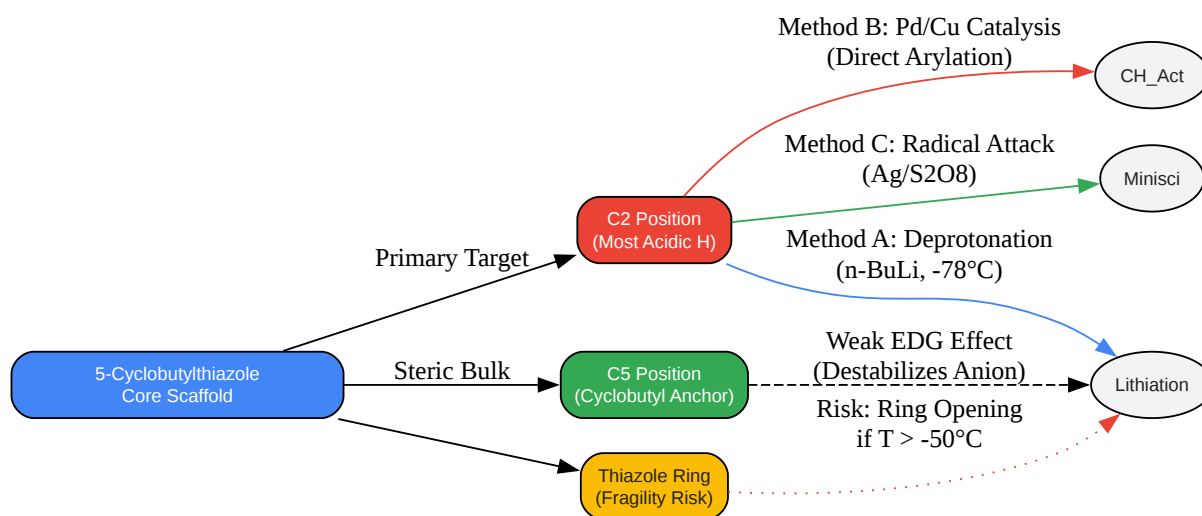 Method B: Pd/Cu Catalysis
(Direct Arylation)
CH_Act
Method C: Radical Attack
(Ag/S2O8)
Minisci
C2 Position
(Most Acidic H)
Primary Target
Method A: Deprotonation
(n-BuLi, -78°C)
5-Cyclobutylthiazole
Core Scaffold
Steric Bulk
C5 Position
(Cyclobutyl Anchor)
Weak EDG Effect
(Destabilizes Anion)
Lithiation
Risk: Ring Opening
if T > -50°C
Thiazole Ring
(Fragility Risk)